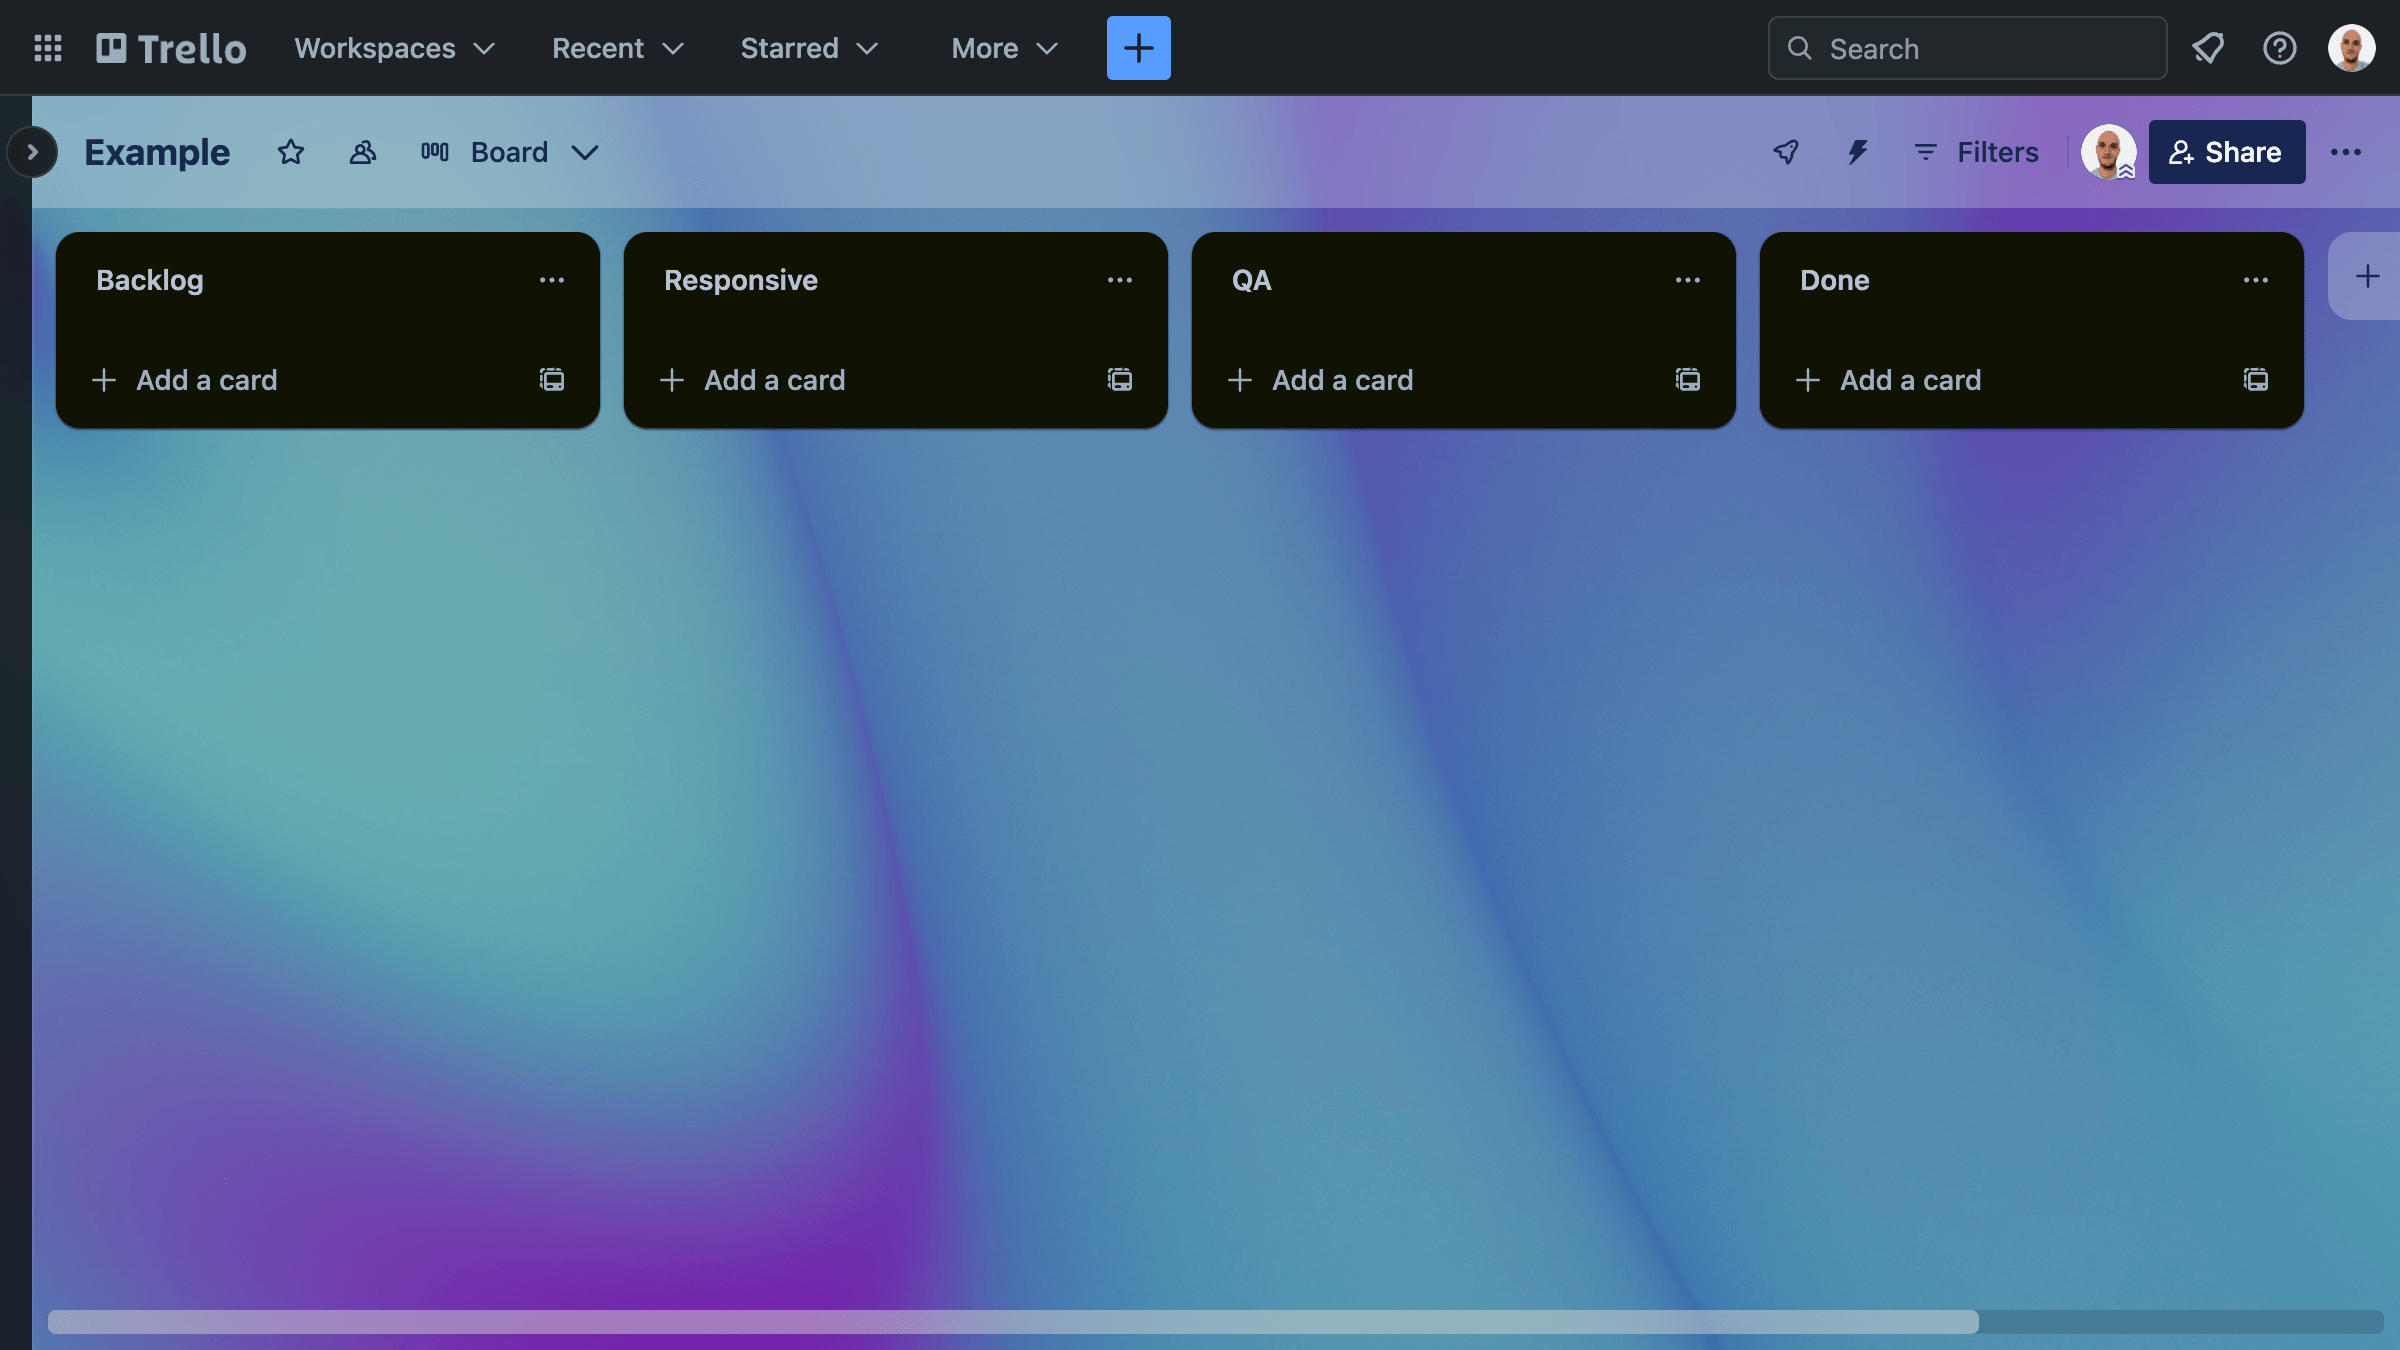 Trello Workspaces Recent Starred More Search
Example Board Filters Share
Backlog Responsive QA Done
Add a card Add a card Add a card Add a card